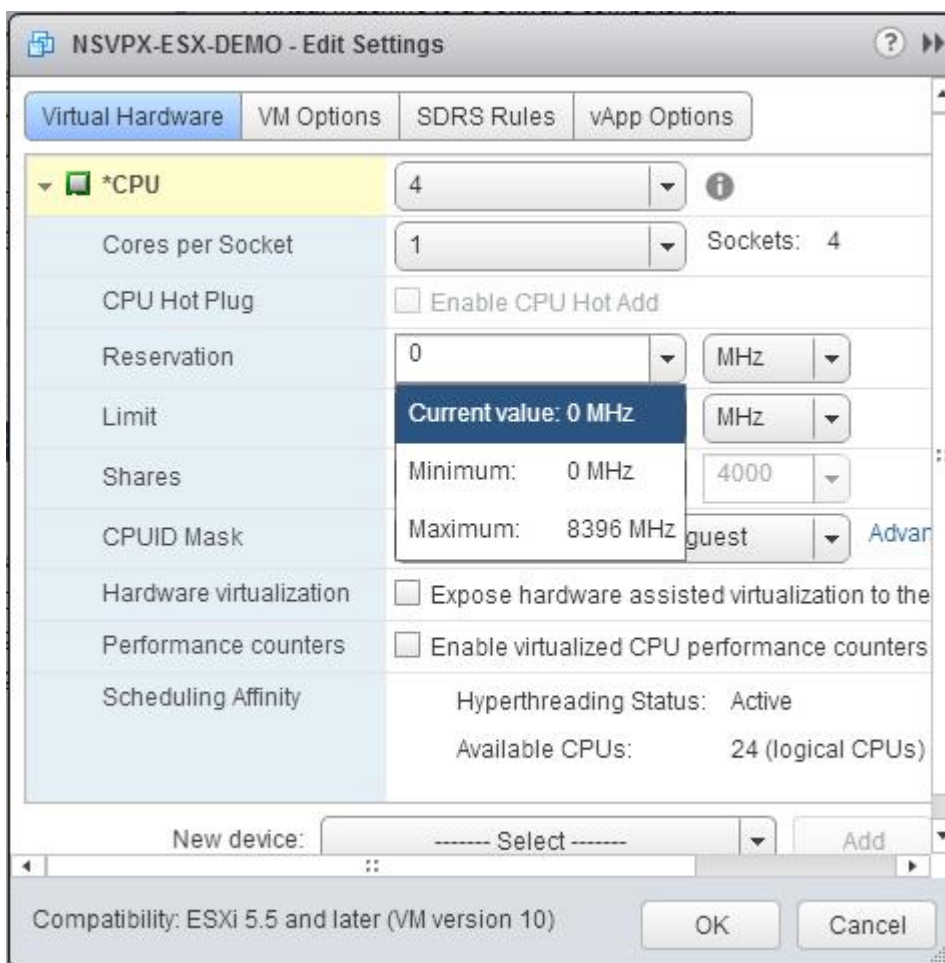 NSVPX-ESX-DEMO - Edit Settings ?
Virtual Hardware VM Options SDRS Rules vApp Options
*CPU 4
Cores per Socket 1 Sockets: 4
CPU Hot Plug Enable CPU Hot Add
Reservation 0 MHz
Limit Current value: 0 MHz MHz
Minimum: 0 MHz
Shares 4000
Maximum: 8396 MHz
CPUID Mask guest Advan
Hardware virtualization Expose hardware assisted virtualization to the
Performance counters Enable virtualized CPU performance counters
Scheduling Affinity Hyperthreading Status: Active
Available CPUs: 24 (logical CPUs)
New device: ------- Select ------- Add
Compatibility: ESXi 5.5 and later (VM version 10) OK Cancel